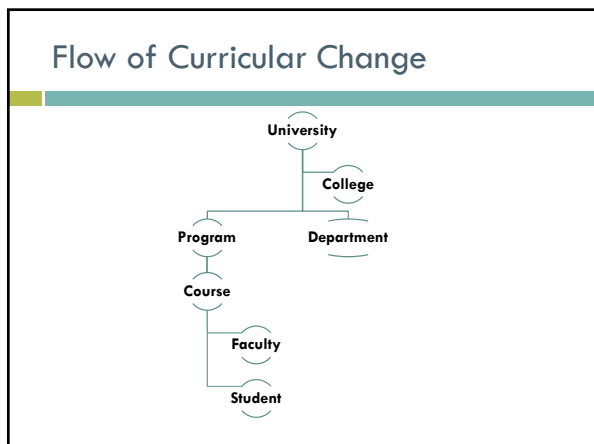 Flow of Curricular Change
University
College
Program
Department
Course
Faculty
Student